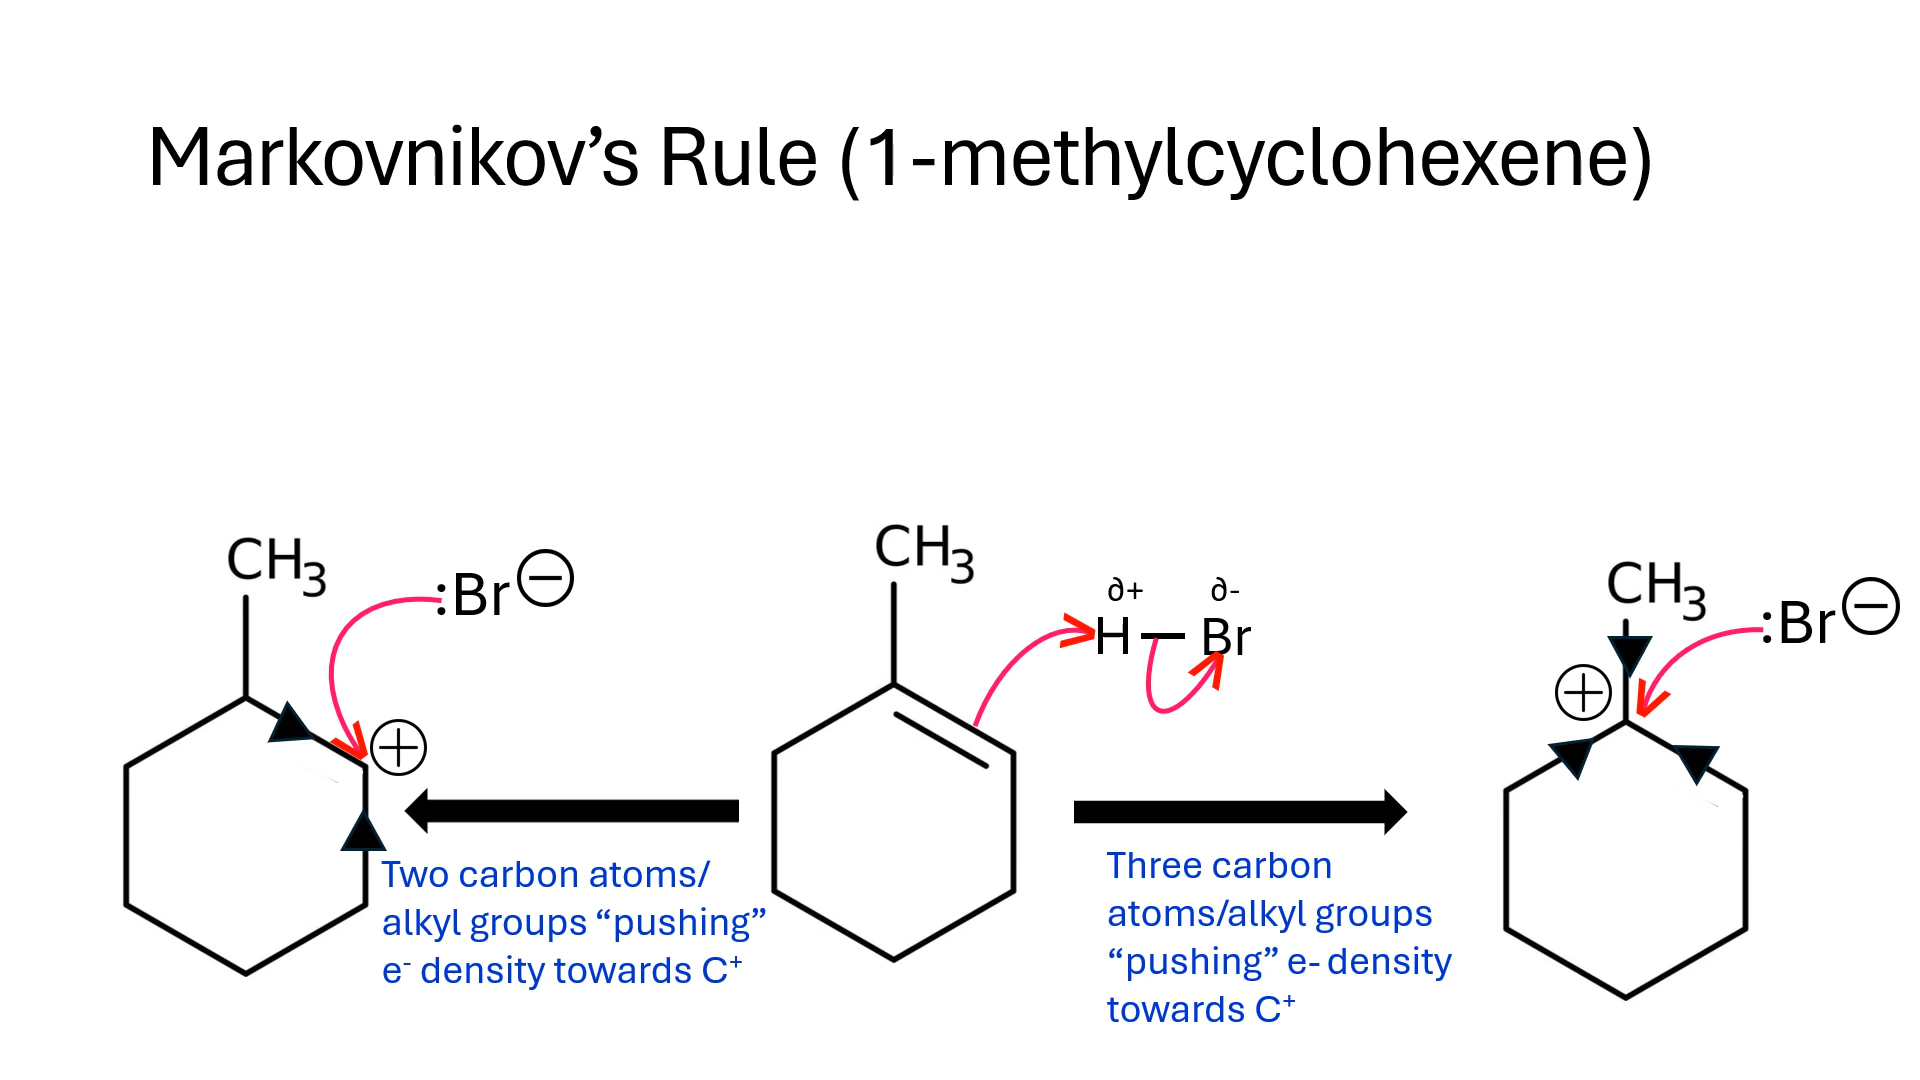 Markovnikov’s Rule (1-methylcyclohexene)
CH3
:Br⊖
⊕
Two carbon atoms/
alkyl groups “pushing”
e⁻ density towards C⁺
CH3
∂+ ∂-
H – Br
Three carbon
atoms/alkyl groups
“pushing” e- density
towards C⁺
CH3
:Br⊖
⊕